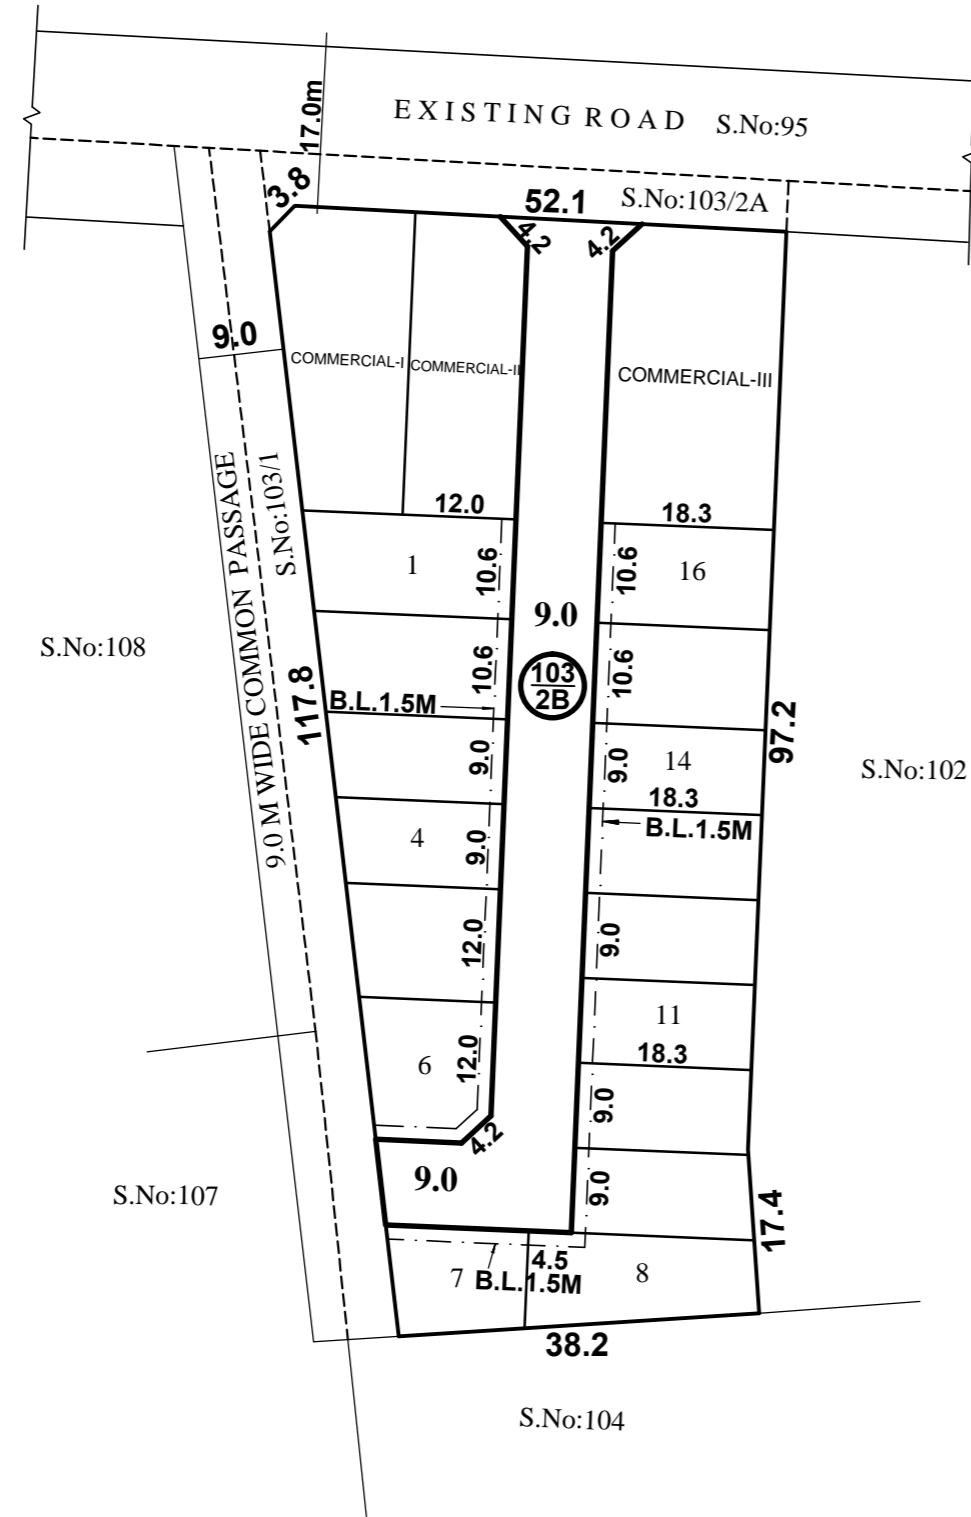 EXISTING ROAD S.No:95
17.0m
3.8
52.1
S.No:103/2A
4.2
4.2
9.0
COMMERCIAL-I
COMMERCIAL-II
COMMERCIAL-III
12.0
18.3
9.0 M WIDE COMMON PASSAGE
S.No:103/1
1
10.6
10.6
16
9.0
S.No:108
10.6
10.6
103
2B
117.8
B.L.1.5M
97.2
9.0
9.0
14
S.No:102
18.3
B.L.1.5M
4
9.0
12.0
9.0
11
18.3
6
12.0
9.0
4.2
9.0
9.0
S.No:107
17.4
4.5
7
B.L.1.5M
8
38.2
S.No:104